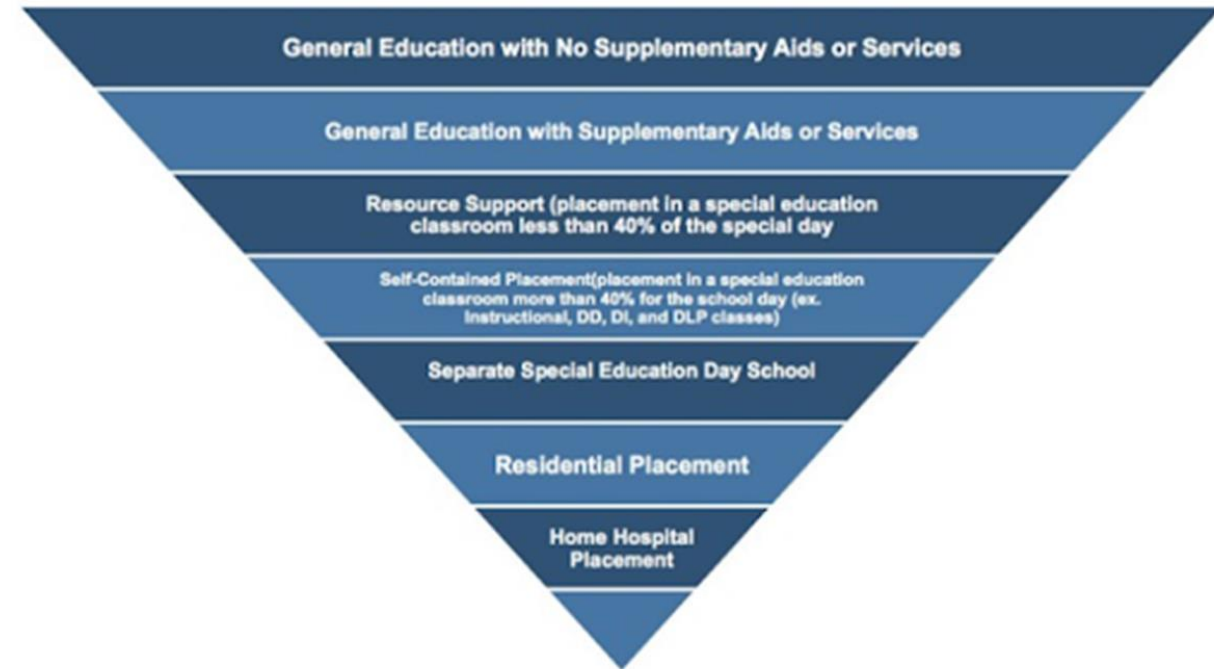 General Education with No Supplementary Aids or Services
General Education with Supplementary Aids or Services
Resource Support (placement in a special education
classroom less than 40% of the special day
Self-Contained Placement(placement in a special education
classroom more than 40% for the school day (ex.
Instructional, DD, DI, and DLP classes)
Separate Special Education Day School
Residential Placement
Home Hospital
Placement